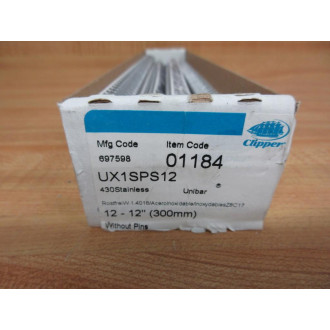 Mfg Code Item Code
697598 01184
Clipper
UX1SPS12
430Stainless Unibar ®
12 - 12" (300mm)
Without Pins